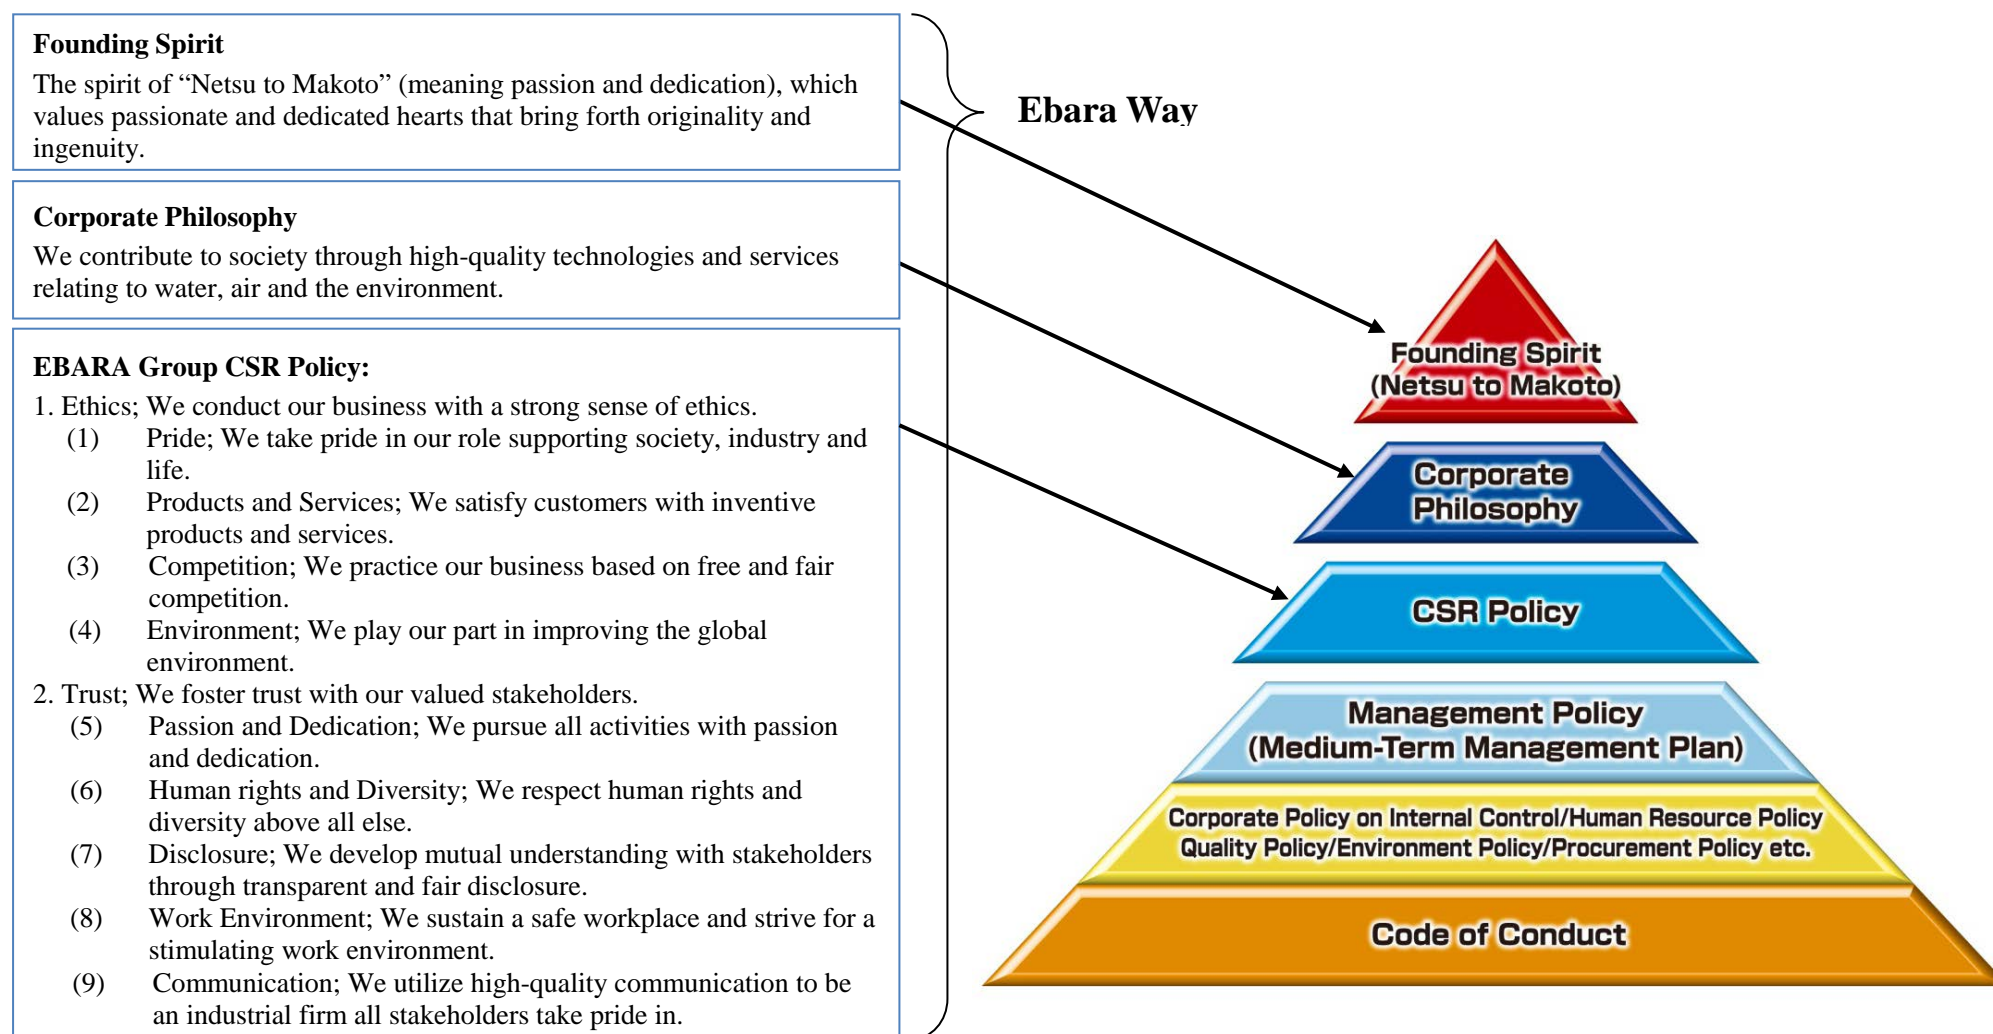 Founding Spirit
The spirit of “Netsu to Makoto” (meaning passion and dedication), which
values passionate and dedicated hearts that bring forth originality and
ingenuity.
Corporate Philosophy
We contribute to society through high-quality technologies and services
relating to water, air and the environment.
EBARA Group CSR Policy:
1. Ethics; We conduct our business with a strong sense of ethics.
(1) Pride; We take pride in our role supporting society, industry and
life.
(2) Products and Services; We satisfy customers with inventive
products and services.
(3) Competition; We practice our business based on free and fair
competition.
(4) Environment; We play our part in improving the global
environment.
2. Trust; We foster trust with our valued stakeholders.
(5) Passion and Dedication; We pursue all activities with passion
and dedication.
(6) Human rights and Diversity; We respect human rights and
diversity above all else.
(7) Disclosure; We develop mutual understanding with stakeholders
through transparent and fair disclosure.
(8) Work Environment; We sustain a safe workplace and strive for a
stimulating work environment.
(9) Communication; We utilize high-quality communication to be
an industrial firm all stakeholders take pride in.
Ebara Way
Founding Spirit
(Netsu to Makoto)
Corporate
Philosophy
CSR Policy
Management Policy
(Medium-Term Management Plan)
Corporate Policy on Internal Control/Human Resource Policy
Quality Policy/Environment Policy/Procurement Policy etc.
Code of Conduct